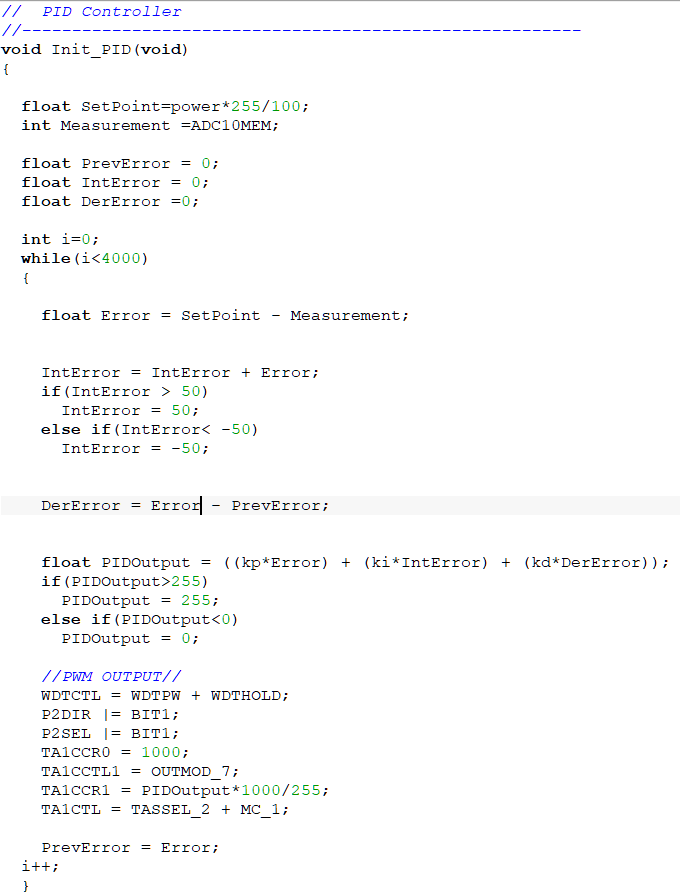 //  PID Controller
//--------------------------------------------------------
void Init_PID(void)
{
  float SetPoint=power*255/100;
  int Measurement =ADC10MEM;
  float PrevError = 0;
  float IntError = 0;
  float DerError =0;
  int i=0;
  while(i<4000)
  {
    float Error = SetPoint - Measurement;
    IntError = IntError + Error;
    if(IntError > 50)
      IntError = 50;
    else if(IntError< -50)
      IntError = -50;
    DerError = Error - PrevError;
    float PIDOutput = ((kp*Error) + (ki*IntError) + (kd*DerError));
    if(PIDOutput>255)
      PIDOutput = 255;
    else if(PIDOutput<0)
      PIDOutput = 0;
    //PWM OUTPUT//
    WDTCTL = WDTPW + WDTHOLD;
    P2DIR |= BIT1;
    P2SEL |= BIT1;
    TA1CCR0 = 1000;
    TA1CCTL1 = OUTMOD_7;
    TA1CCR1 = PIDOutput*1000/255;
    TA1CTL = TASSEL_2 + MC_1;
    PrevError = Error;
  i++;
  }